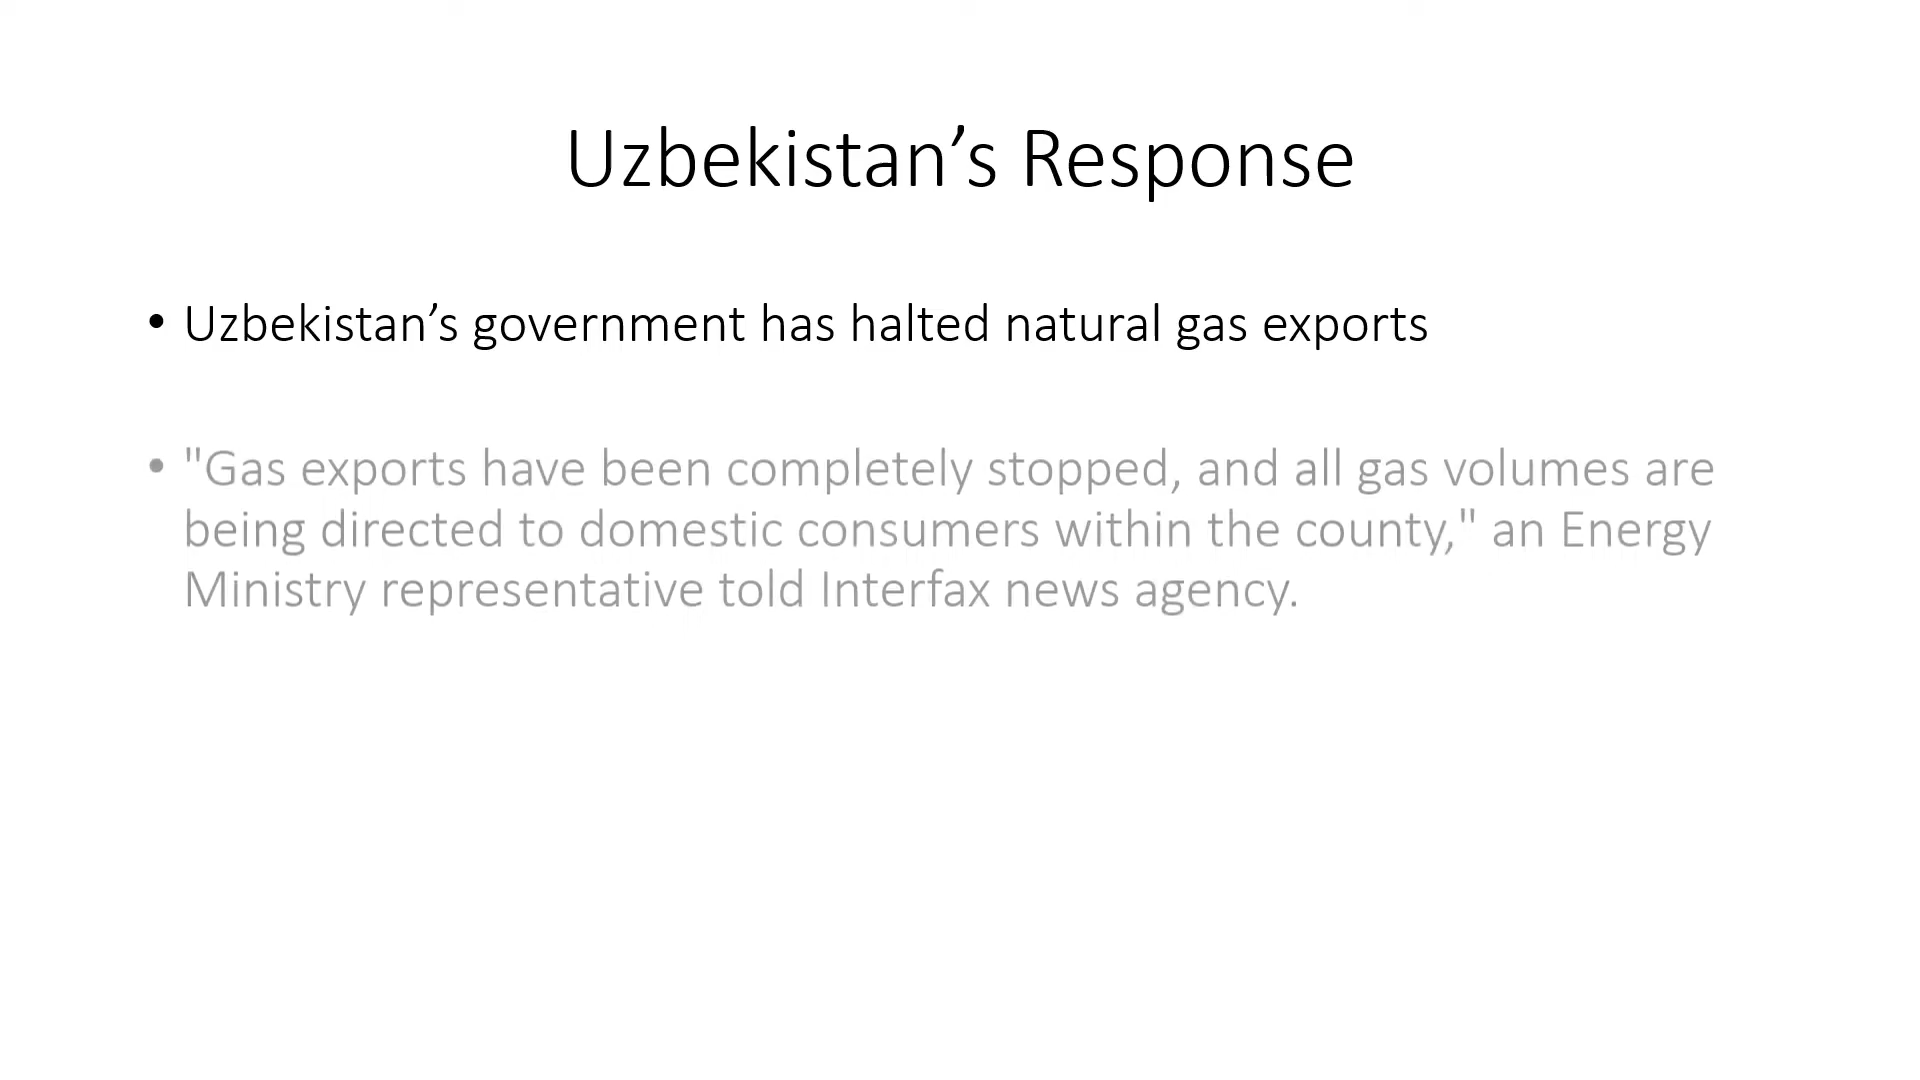 Uzbekistan’s Response
• Uzbekistan’s government has halted natural gas exports
• "Gas exports have been completely stopped, and all gas volumes are
being directed to domestic consumers within the county," an Energy
Ministry representative told Interfax news agency.